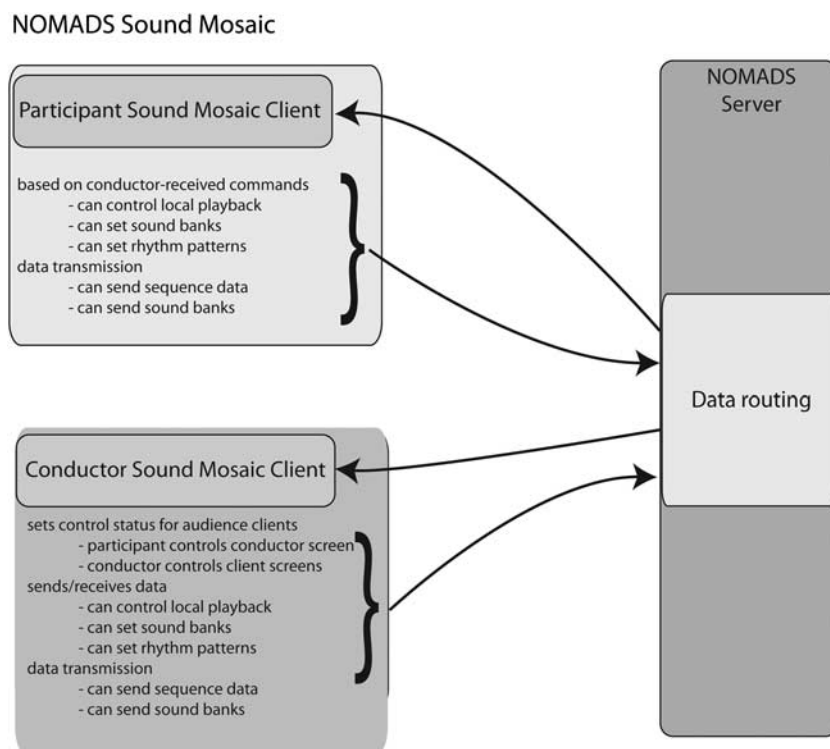 NOMADS Sound Mosaic
Participant Sound Mosaic Client
based on conductor-received commands
- can control local playback
- can set sound banks
- can set rhythm patterns
data transmission
- can send sequence data
- can send sound banks
NOMADS
Server
Data routing
Conductor Sound Mosaic Client
sets control status for audience clients
- participant controls conductor screen
- conductor controls client screens
sends/receives data
- can control local playback
- can set sound banks
- can set rhythm patterns
data transmission
- can send sequence data
- can send sound banks